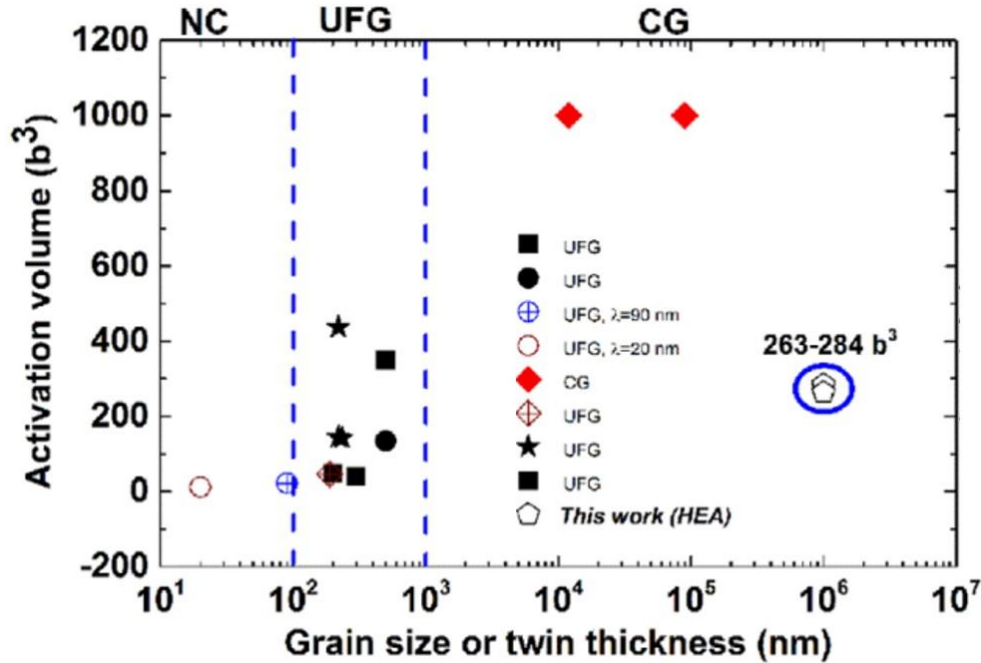 NC UFG CG
1200
1000
800
600
400
200
0
-200
Activation volume (b³)
UFG
UFG
UFG, λ=90 nm
UFG, λ=20 nm
CG
UFG
UFG
UFG
This work (HEA)
263-284 b³
10¹ 10² 10³ 10⁴ 10⁵ 10⁶ 10⁷
Grain size or twin thickness (nm)